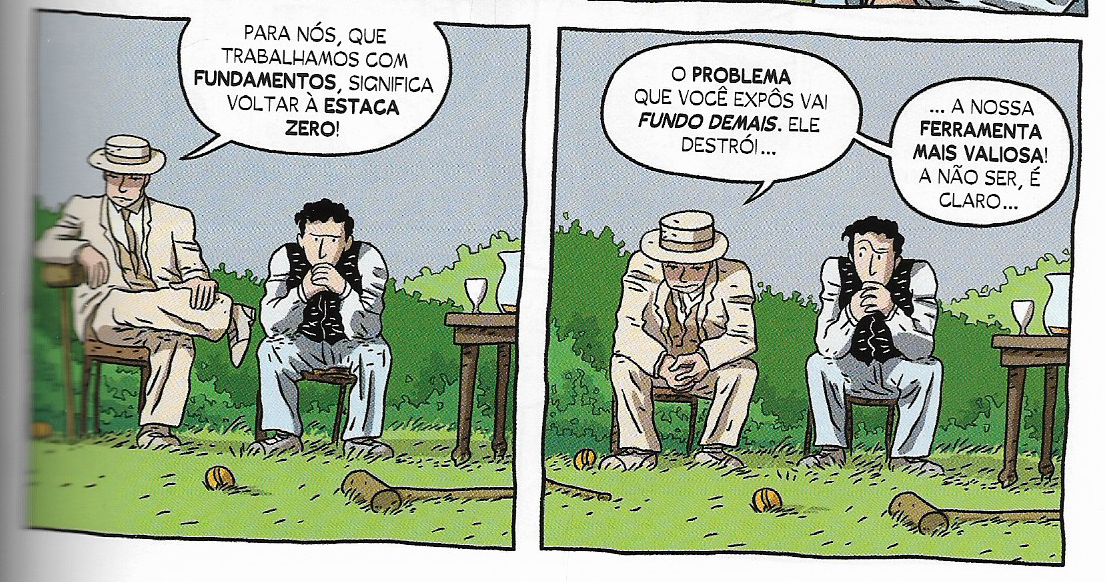 PARA NÓS, QUE
TRABALHAMOS COM
FUNDAMENTOS, SIGNIFICA
VOLTAR À ESTACA
ZERO!
O PROBLEMA
QUE VOCÊ EXPÔS VAI
FUNDO DEMAIS. ELE
DESTRÓI...
... A NOSSA
FERRAMENTA
MAIS VALIOSA!
A NÃO SER, É
CLARO...